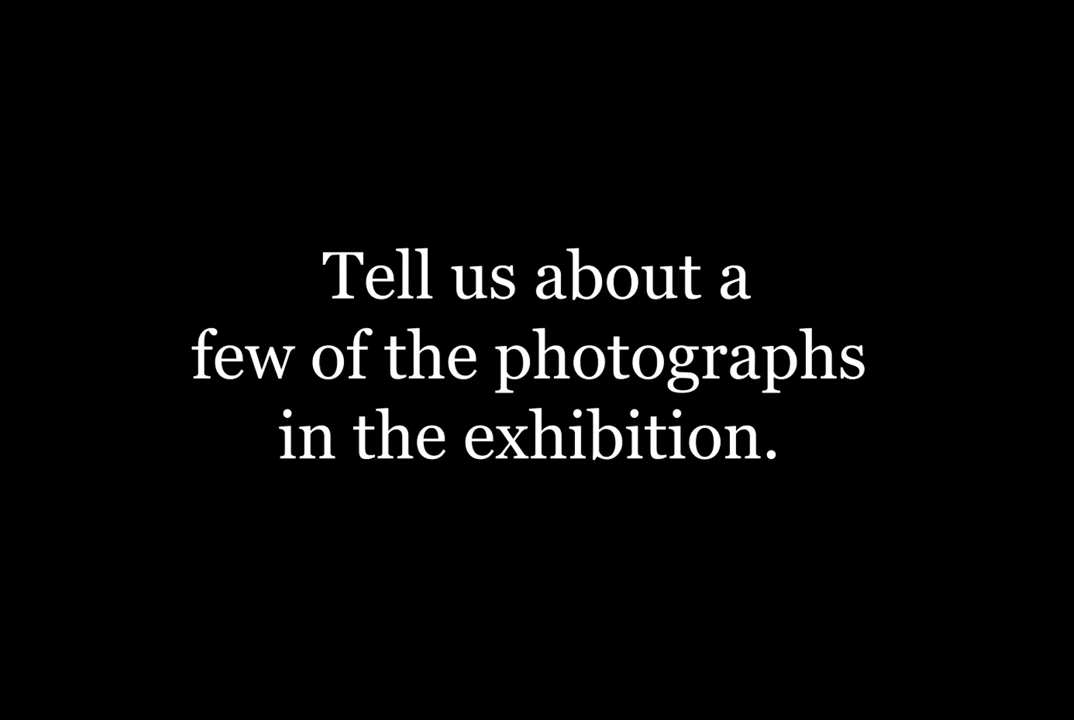 Tell us about a
few of the photographs
in the exhibition.